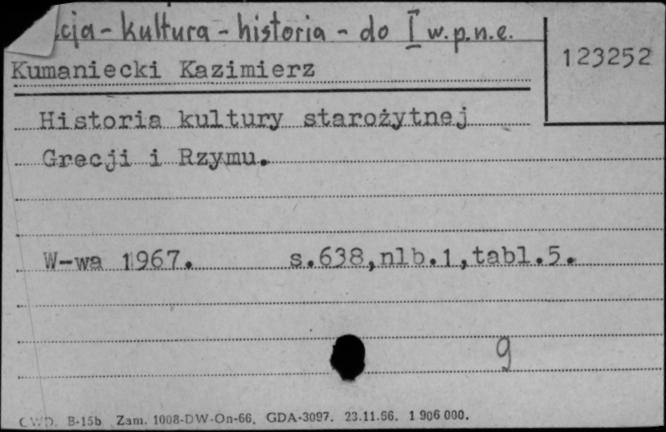 cja - kultura - historia - do I w.p.n.e.
123252
Kumaniecki Kazimierz
Historia kultury starożytnej
Grecji i Rzymu.
W-wa 1967. s.638,nlb.1,tabl.5.
9
CWD. B-15b Zam. 1008-DW-On-66. GDA-3097. 23.11.66. 1 906 000.